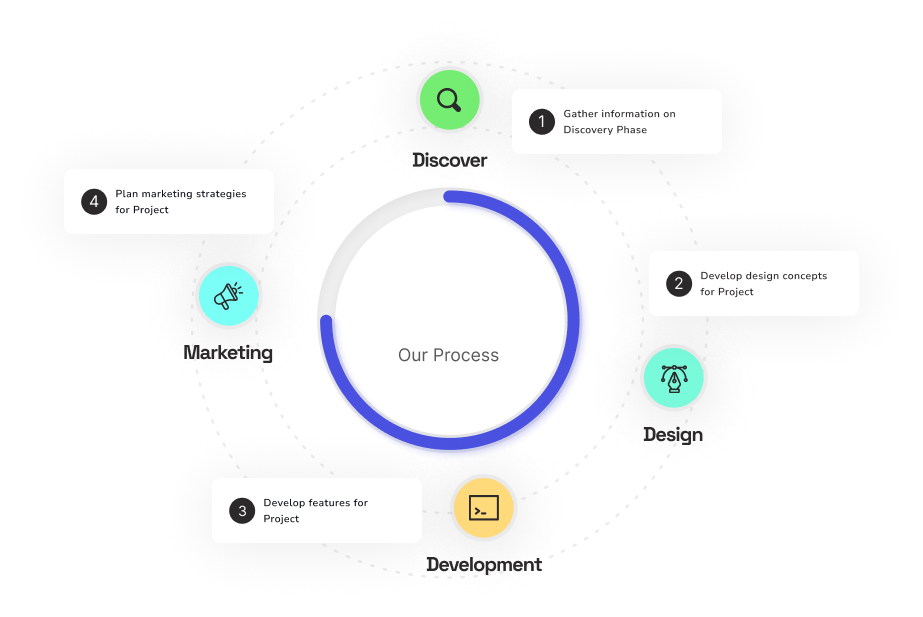 Discover
1
Gather information on
Discovery Phase
2
Develop design concepts
for Project
Design
3
Develop features for
Project
Development
4
Plan marketing strategies
for Project
Marketing
Our Process